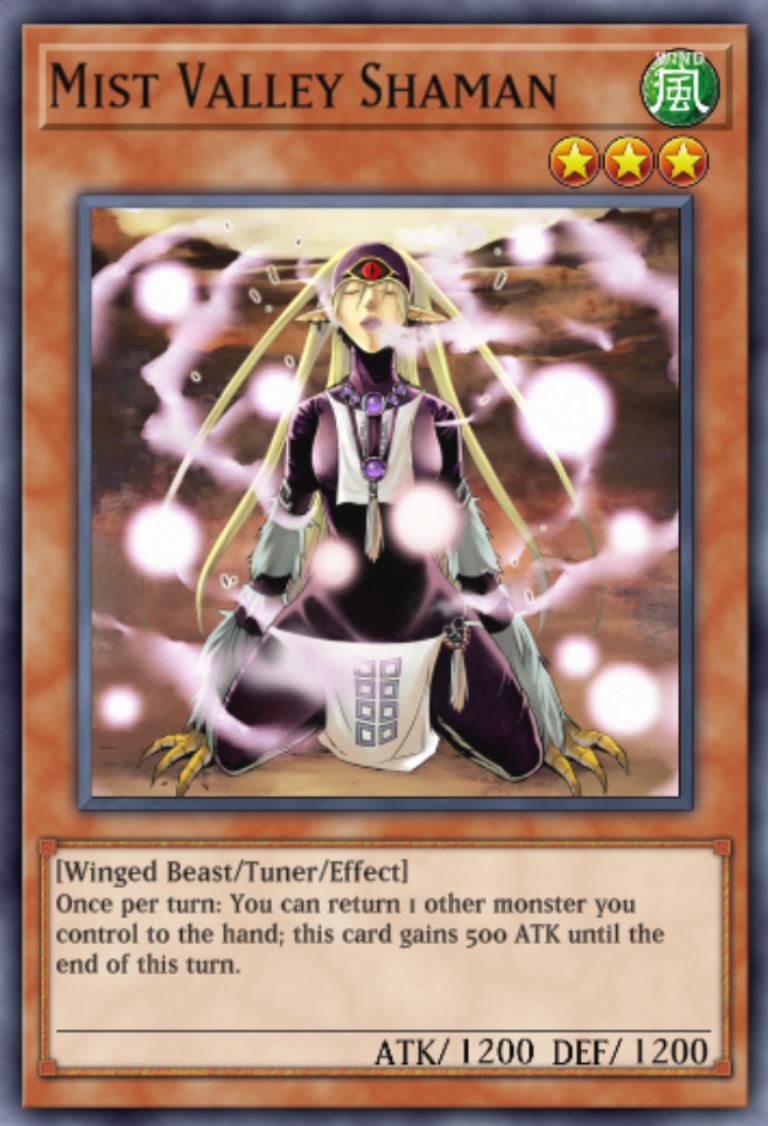 Mist Valley Shaman
WIND
風
[Winged Beast/Tuner/Effect]
Once per turn: You can return 1 other monster you
control to the hand; this card gains 500 ATK until the
end of this turn.
ATK/ 1200 DEF/ 1200